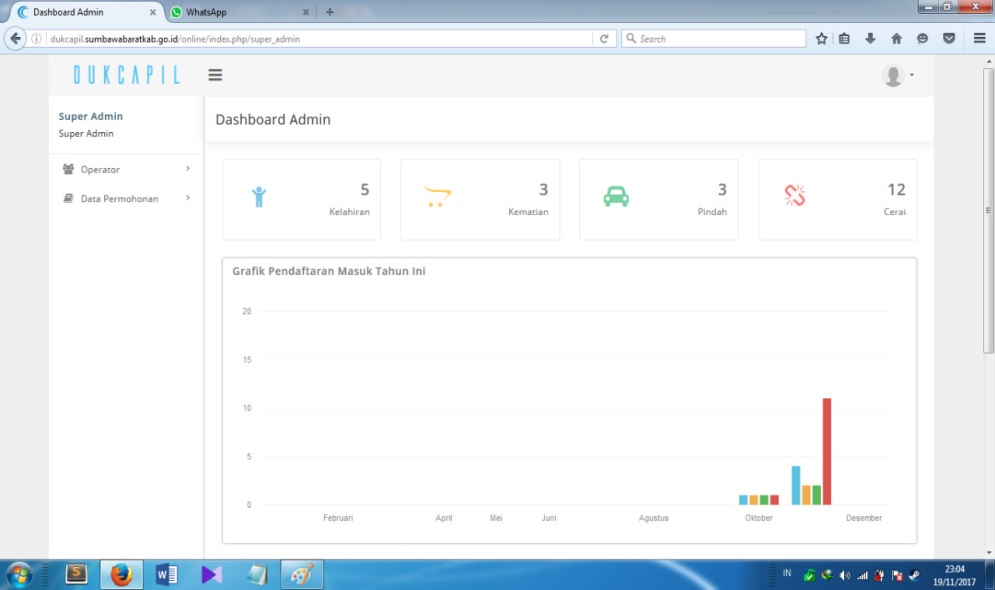 Dashboard Admin
WhatsApp
dukcapil.sumbawabaratkab.go.id/online/index.php/super_admin
Search
DUKCAPIL
Super Admin
Super Admin
Operator
Data Permohonan
Dashboard Admin
5
Kelahiran
3
Kematian
3
Pindah
12
Cerai
Grafik Pendaftaran Masuk Tahun Ini
20
15
10
5
0
Februari April Mei Juni Agustus Oktober Desember
IN
23:04
19/11/2017